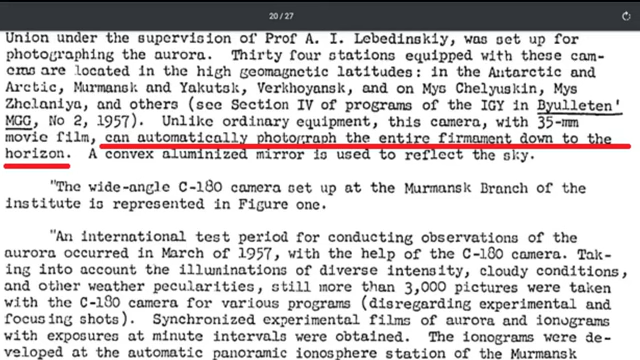 20 / 27
Union under the supervision of Prof A. I. Lebedinskiy, was set up for
photographing the aurora. Thirty four stations equipped with these cam-
eras are located in the high geomagnetic latitudes: in the Antarctic and
Arctic, Murmansk and Yakutsk, Verkhoyansk, and on Mys Chelyuskin, Mys
Zhelaniya, and others (see Section IV of programs of the IGY in Byulleten'
MGG, No 2, 1957). Unlike ordinary equipment, this camera, with 35-mm
movie film, can automatically photograph the entire firmament down to the
horizon. A convex aluminized mirror is used to reflect the sky.
"The wide-angle C-180 camera set up at the Murmansk Branch of the
institute is represented in Figure one.
"An international test period for conducting observations of the
aurora occurred in March of 1957, with the help of the C-180 camera. Tak-
ing into account the illuminations of diverse intensity, cloudy conditions,
and other weather pecularities, still more than 3,000 pictures were taken
with the C-180 camera for various programs (disregarding experimental and
focusing shots). Synchronized experimental films of aurora and ionograms
with exposures at minute intervals were obtained. The ionograms were de-
veloped at the automatic panoramic ionosphere station of the Murmansk